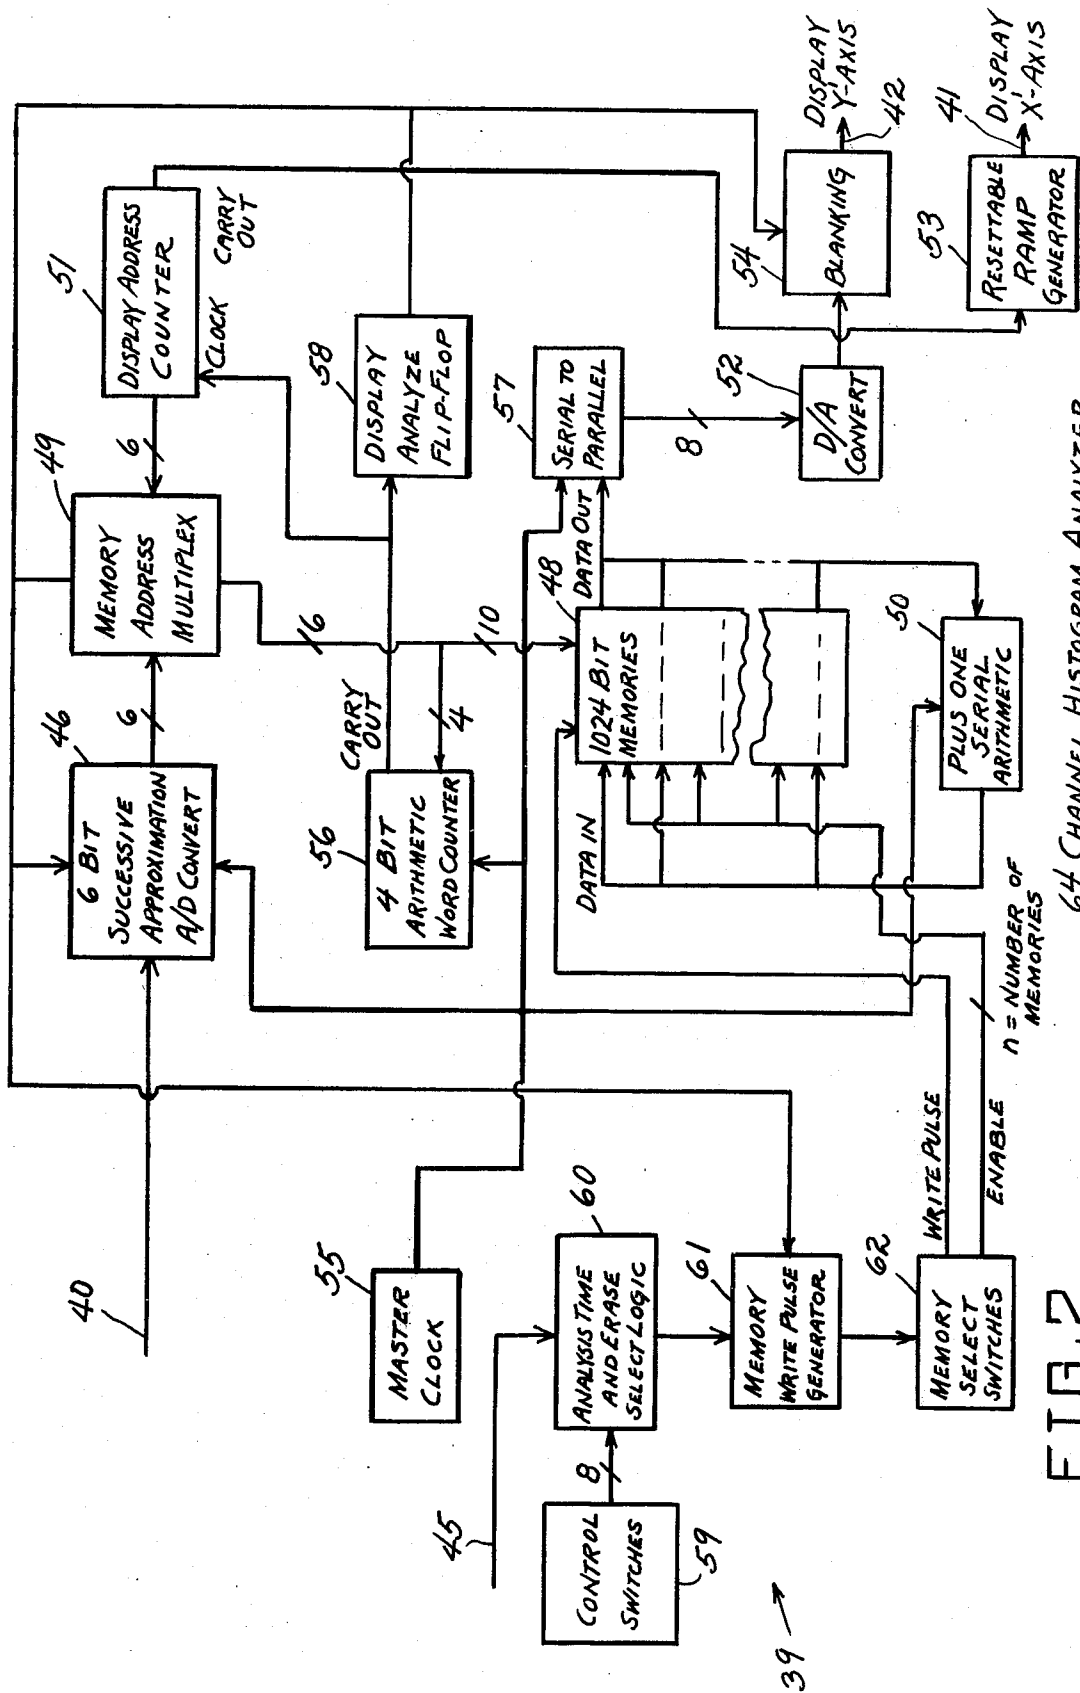 40
6 BIT
SUCCESSIVE
APPROXIMATION
A/D CONVERT
46
6
MEMORY
ADDRESS
MULTIPLEX
49
6
DISPLAY ADDRESS
COUNTER
51
CLOCK
CARRY
OUT
16
MASTER
CLOCK
55
4 BIT
ARITHMETIC
WORD COUNTER
56
CARRY
OUT
4
10
DISPLAY
ANALYZE
FLIP-FLOP
58
45
CONTROL
SWITCHES
59
8
ANALYSIS TIME
AND ERASE
SELECT LOGIC
60
DATA IN
1024 BIT
MEMORIES
48
DATA OUT
SERIAL TO
PARALLEL
57
8
MEMORY
WRITE PULSE
GENERATOR
61
D/A
CONVERT
52
BLANKING
54
DISPLAY
Y'-AXIS
42
MEMORY
SELECT
SWITCHES
62
WRITE PULSE
ENABLE
n = NUMBER OF
MEMORIES
PLUS ONE
SERIAL
ARITHMETIC
50
RESETTABLE
RAMP
GENERATOR
53
DISPLAY
X'-AXIS
41
39
FIG. 7
64 CHANNEL HISTOGRAM ANALYZER